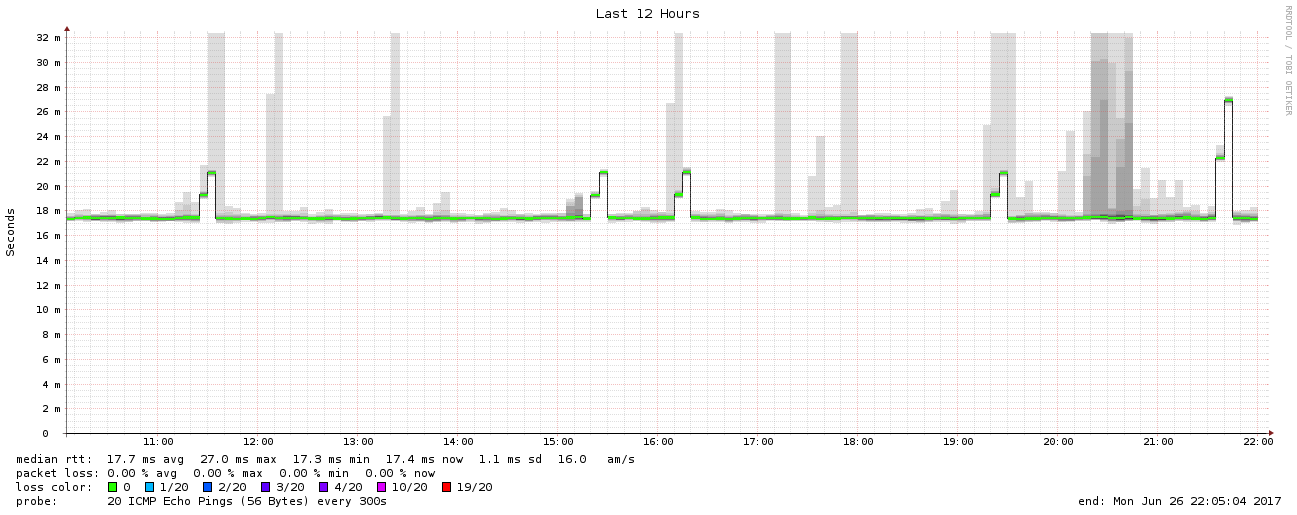 Last 12 Hours
RRDTOOL / TOBI OETIKER
Seconds
32 m
30 m
28 m
26 m
24 m
22 m
20 m
18 m
16 m
14 m
12 m
10 m
8 m
6 m
4 m
2 m
0
11:00 12:00 13:00 14:00 15:00 16:00 17:00 18:00 19:00 20:00 21:00 22:00
median rtt: 17.7 ms avg 27.0 ms max 17.3 ms min 17.4 ms now 1.1 ms sd 16.0 am/s
packet loss: 0.00 % avg 0.00 % max 0.00 % min 0.00 % now
loss color: 0 1/20 2/20 3/20 4/20 10/20 19/20
probe: 20 ICMP Echo Pings (56 Bytes) every 300s end: Mon Jun 26 22:05:04 2017